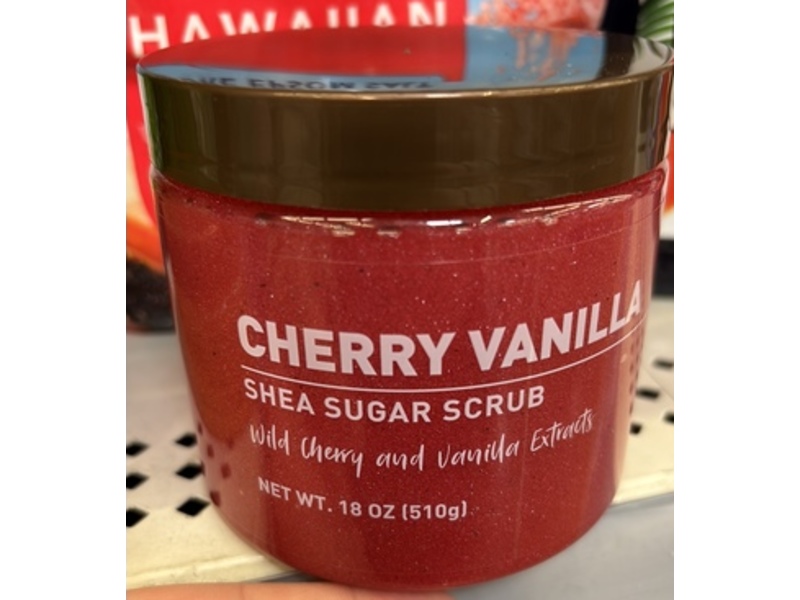 HAWAIIAN
CHERRY VANILLA
SHEA SUGAR SCRUB
Wild Cherry and Vanilla Extracts
NET WT. 18 OZ (510g)